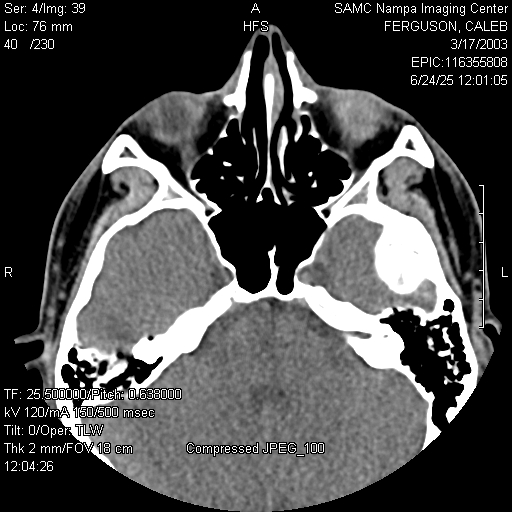 Ser: 4/Img: 39
Loc: 76 mm
40 /230
A
HFS
SAMC Nampa Imaging Center
FERGUSON, CALEB
3/17/2003
EPIC:116355808
6/24/25 12:01:05
R
L
TF: 25.500000/Pitch: 0.638000
kV 120/mA 150/500 msec
Tilt: 0/Oper: TLW
Thk 2 mm/FOV 18 cm
12:04:26
Compressed JPEG_100